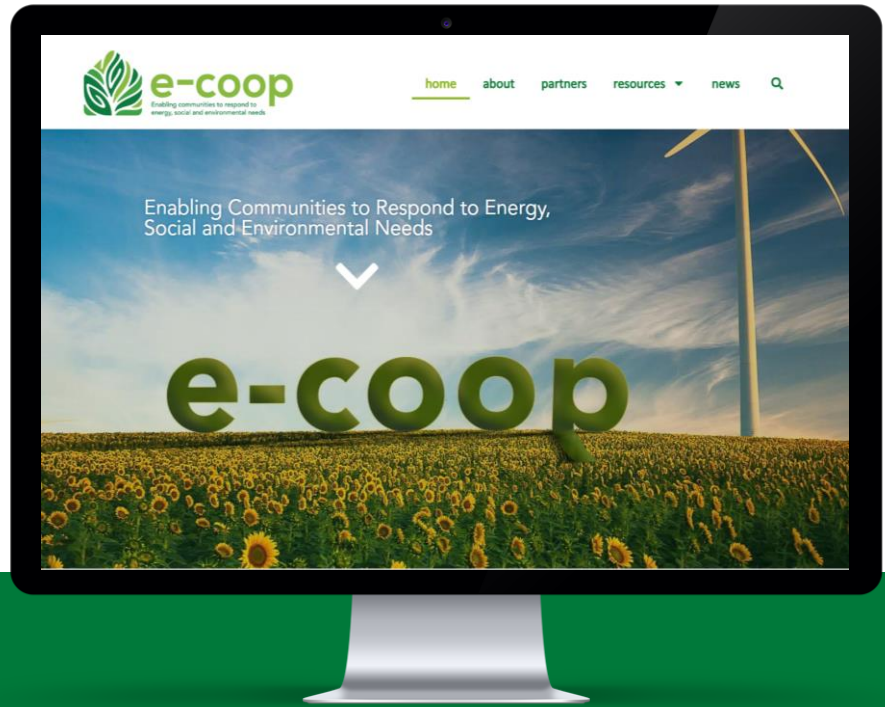 e-coop
Enabling communities to respond to
energy, social and environmental needs
home about partners resources news
Enabling Communities to Respond to Energy,
Social and Environmental Needs
e-coop